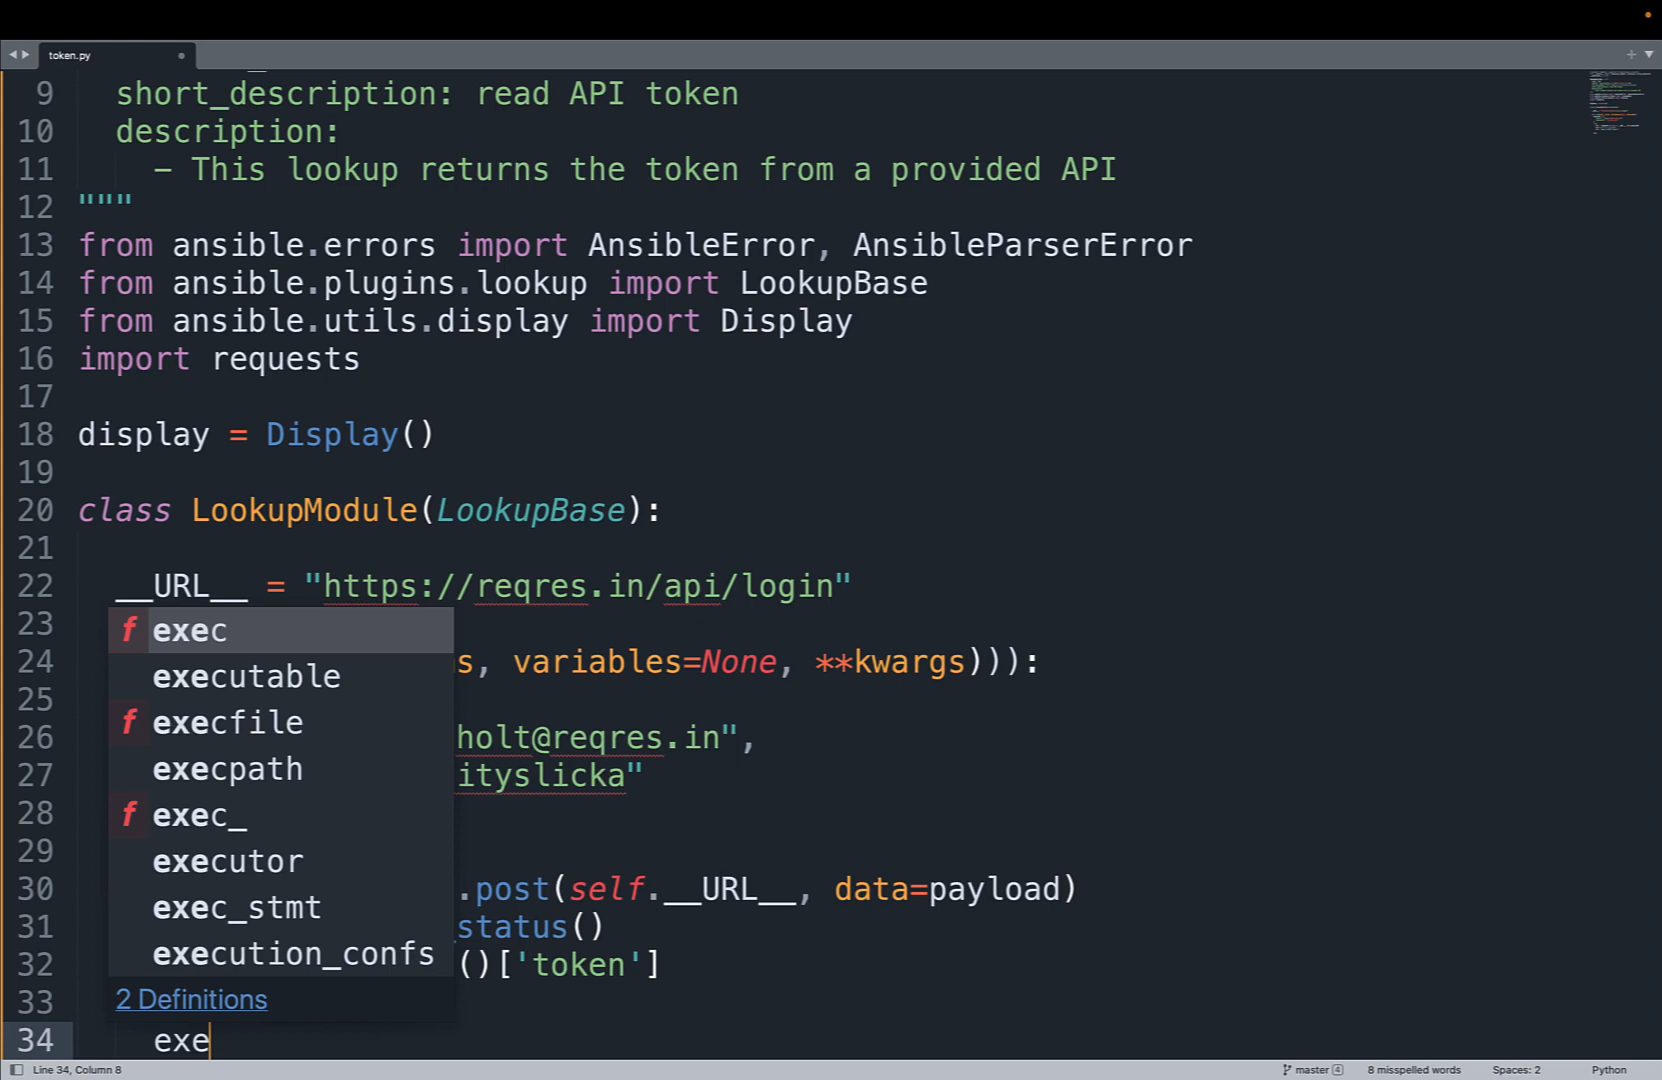 token.py
9 short_description: read API token
10 description:
11 - This lookup returns the token from a provided API
12 """
13 from ansible.errors import AnsibleError, AnsibleParserError
14 from ansible.plugins.lookup import LookupBase
15 from ansible.utils.display import Display
16 import requests
17
18 display = Display()
19
20 class LookupModule(LookupBase):
21
22 __URL__ = "https://reqres.in/api/login"
23
f exec
24 s, variables=None, **kwargs))):
executable
25
f execfile
26 holt@reqres.in",
execpath
27 ityslicka"
28
f exec_
29
executor
30 .post(self.__URL__, data=payload)
exec_stmt
31 _status()
32 ()['token']
execution_confs
33
2 Definitions
34 exe
Line 34, Column 8 master 4 8 misspelled words Spaces: 2 Python